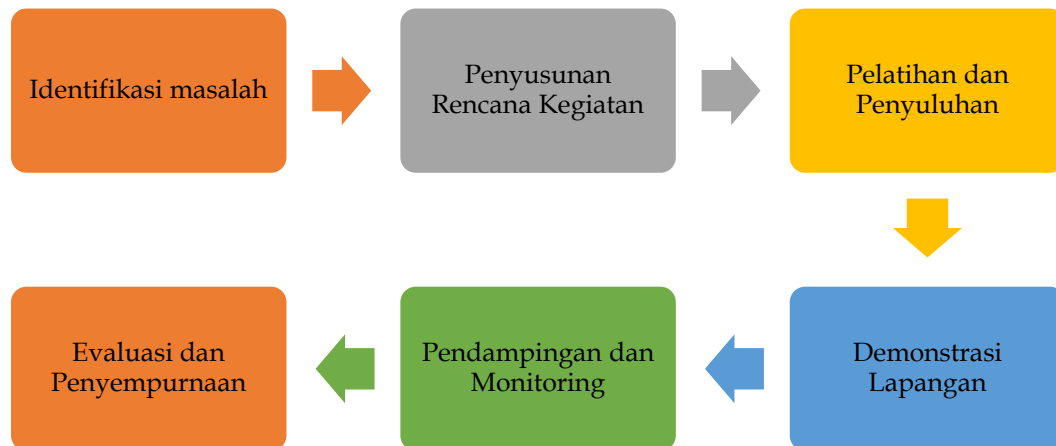 Identifikasi masalah
Penyusunan
Rencana Kegiatan
Pelatihan dan
Penyuluhan
Demonstrasi
Lapangan
Pendampingan dan
Monitoring
Evaluasi dan
Penyempurnaan